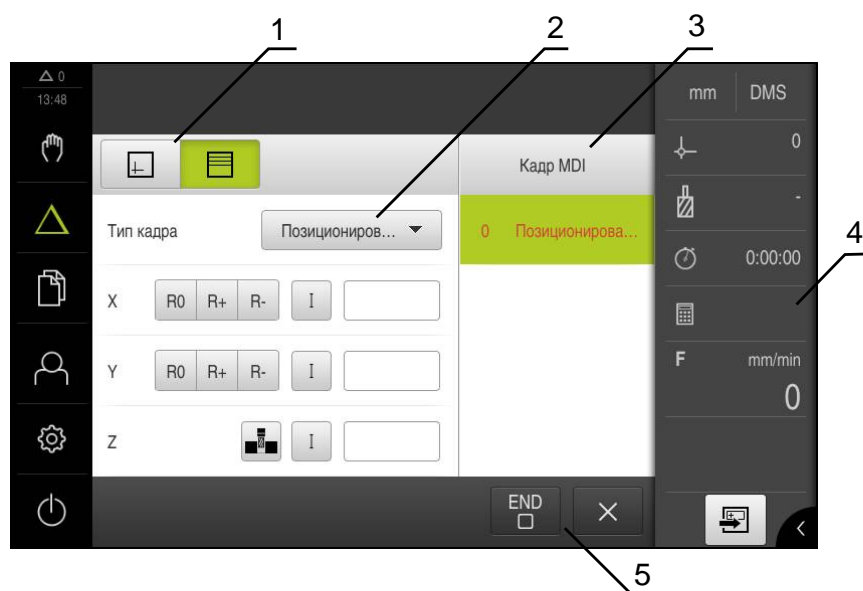 1
2
3
0
13:48
mm DMS
0
Кадр MDI
-
Тип кадра Позициониров... 0 Позиционирова...
4
0:00:00
X R0 R+ R- I
Y R0 R+ R- I
F mm/min
0
Z I
END
5